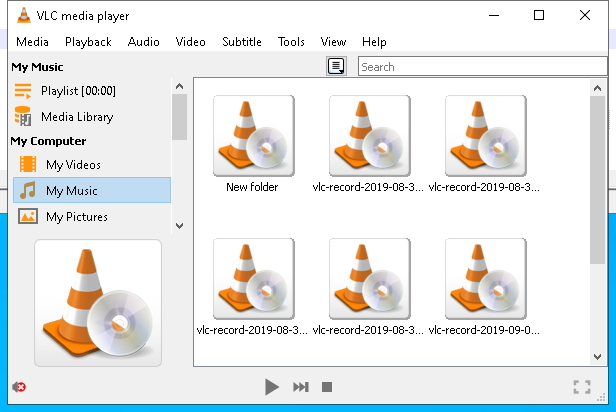 VLC media player
Media Playback Audio Video Subtitle Tools View Help
My Music
Search
Playlist [00:00]
Media Library
My Computer
My Videos
My Music
My Pictures
New folder
vlc-record-2019-08-3...
vlc-record-2019-08-3...
vlc-record-2019-08-3...
vlc-record-2019-08-3...
vlc-record-2019-09-0...